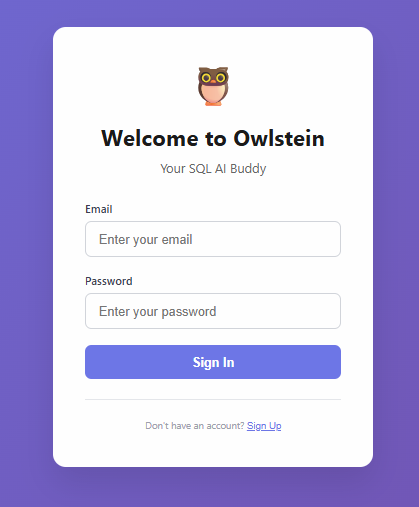 Welcome to Owlstein
Your SQL AI Buddy
Email
Enter your email
Password
Enter your password
Sign In
Don't have an account? Sign Up